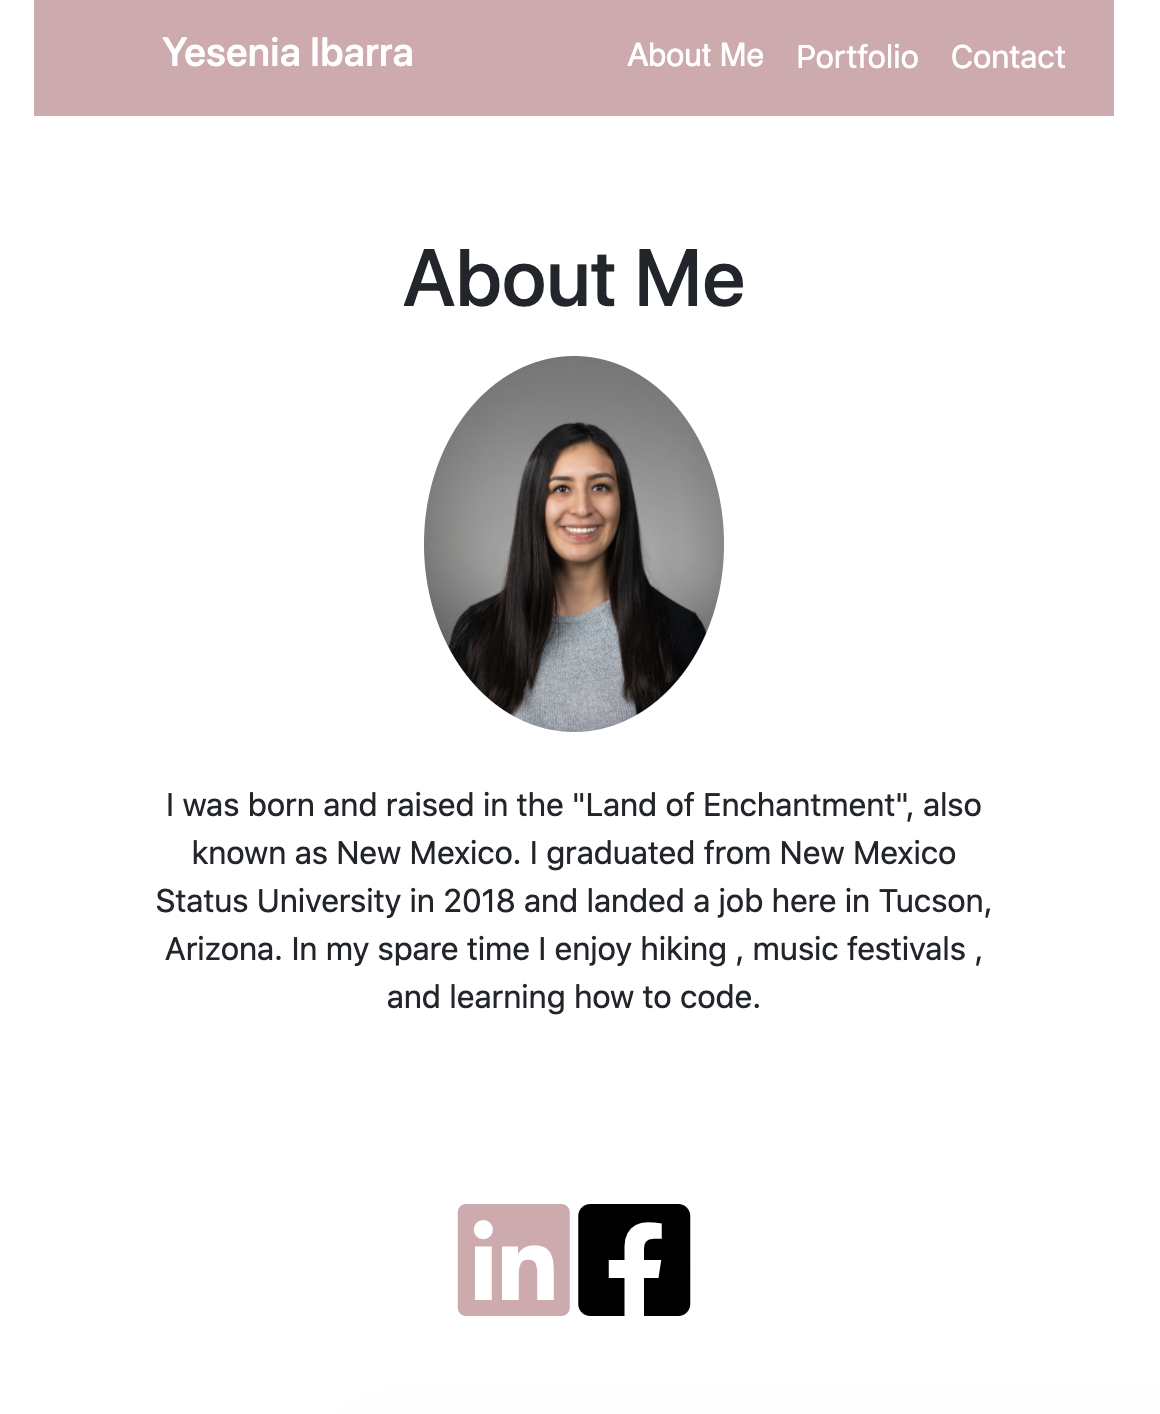 Yesenia Ibarra
About Me
Portfolio
Contact
About Me
I was born and raised in the "Land of Enchantment", also
known as New Mexico. I graduated from New Mexico
Status University in 2018 and landed a job here in Tucson,
Arizona. In my spare time I enjoy hiking , music festivals ,
and learning how to code.
in f